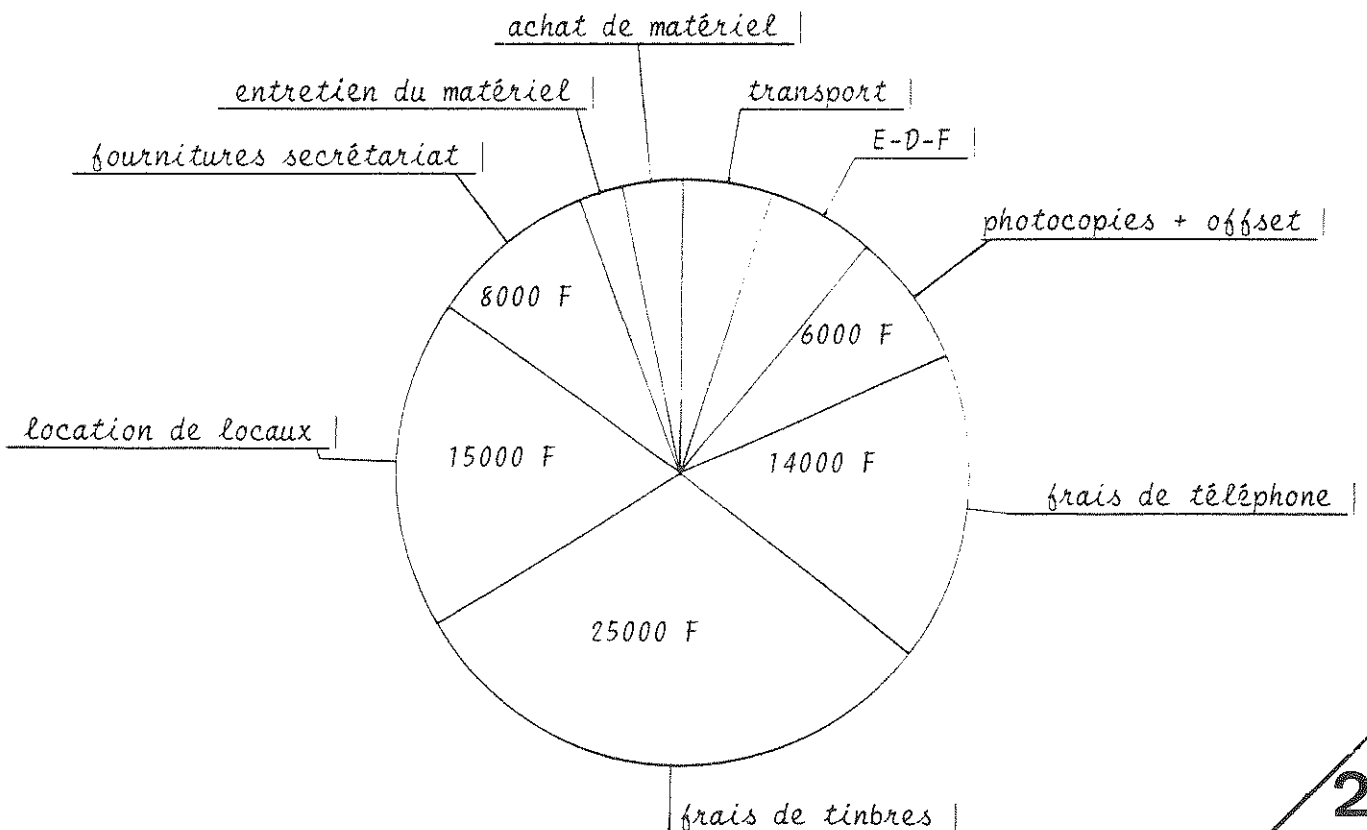 achat de matériel
entretien du matériel
transport
fournitures secrétariat
E-D-F
photocopies + offset
8000 F
6000 F
location de locaux
15000 F
14000 F
frais de téléphone
25000 F
frais de tinbres
2